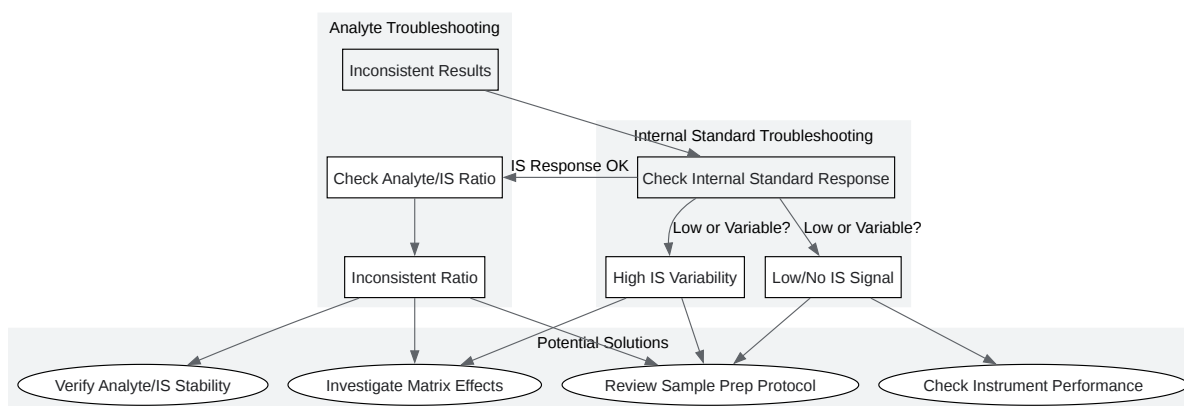 Analyte Troubleshooting
Inconsistent Results
Internal Standard Troubleshooting
Check Analyte/IS Ratio
IS Response OK
Check Internal Standard Response
Low or Variable?
Low or Variable?
Inconsistent Ratio
High IS Variability
Low/No IS Signal
Potential Solutions
Verify Analyte/IS Stability
Investigate Matrix Effects
Review Sample Prep Protocol
Check Instrument Performance